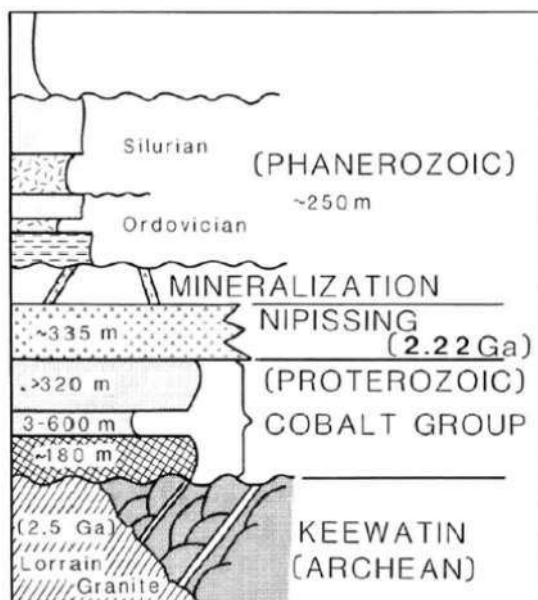 Silurian
(PHANEROZOIC)
~250 m
Ordovician
MINERALIZATION
~335 m
NIPISSING
(2.22 Ga)
>320 m
(PROTEROZOIC)
3-600 m
COBALT GROUP
~180 m
(2.5 Ga)
KEEWATIN
Lorrain
(ARCHEAN)
Granite